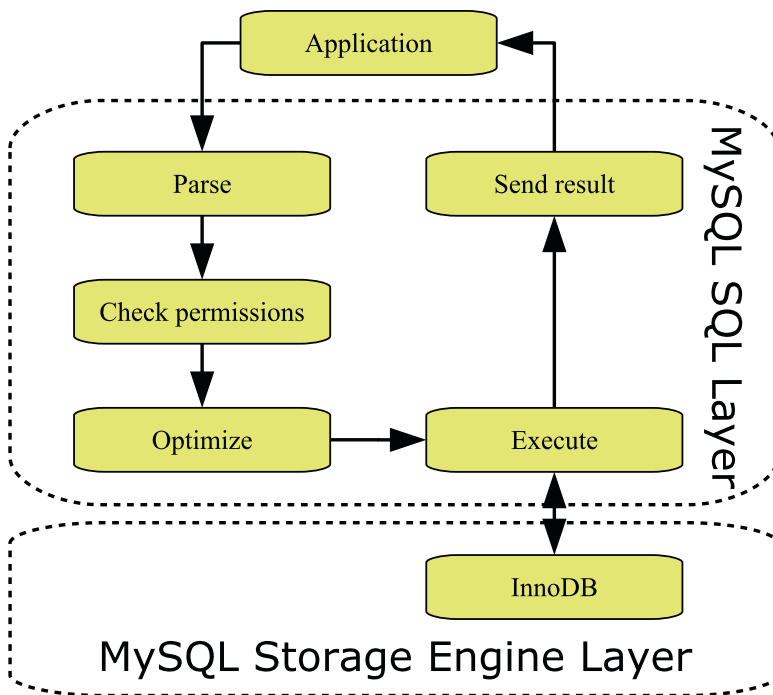 Application
Parse
Send result
Check permissions
Optimize
Execute
MySQL SQL Layer
InnoDB
MySQL Storage Engine Layer